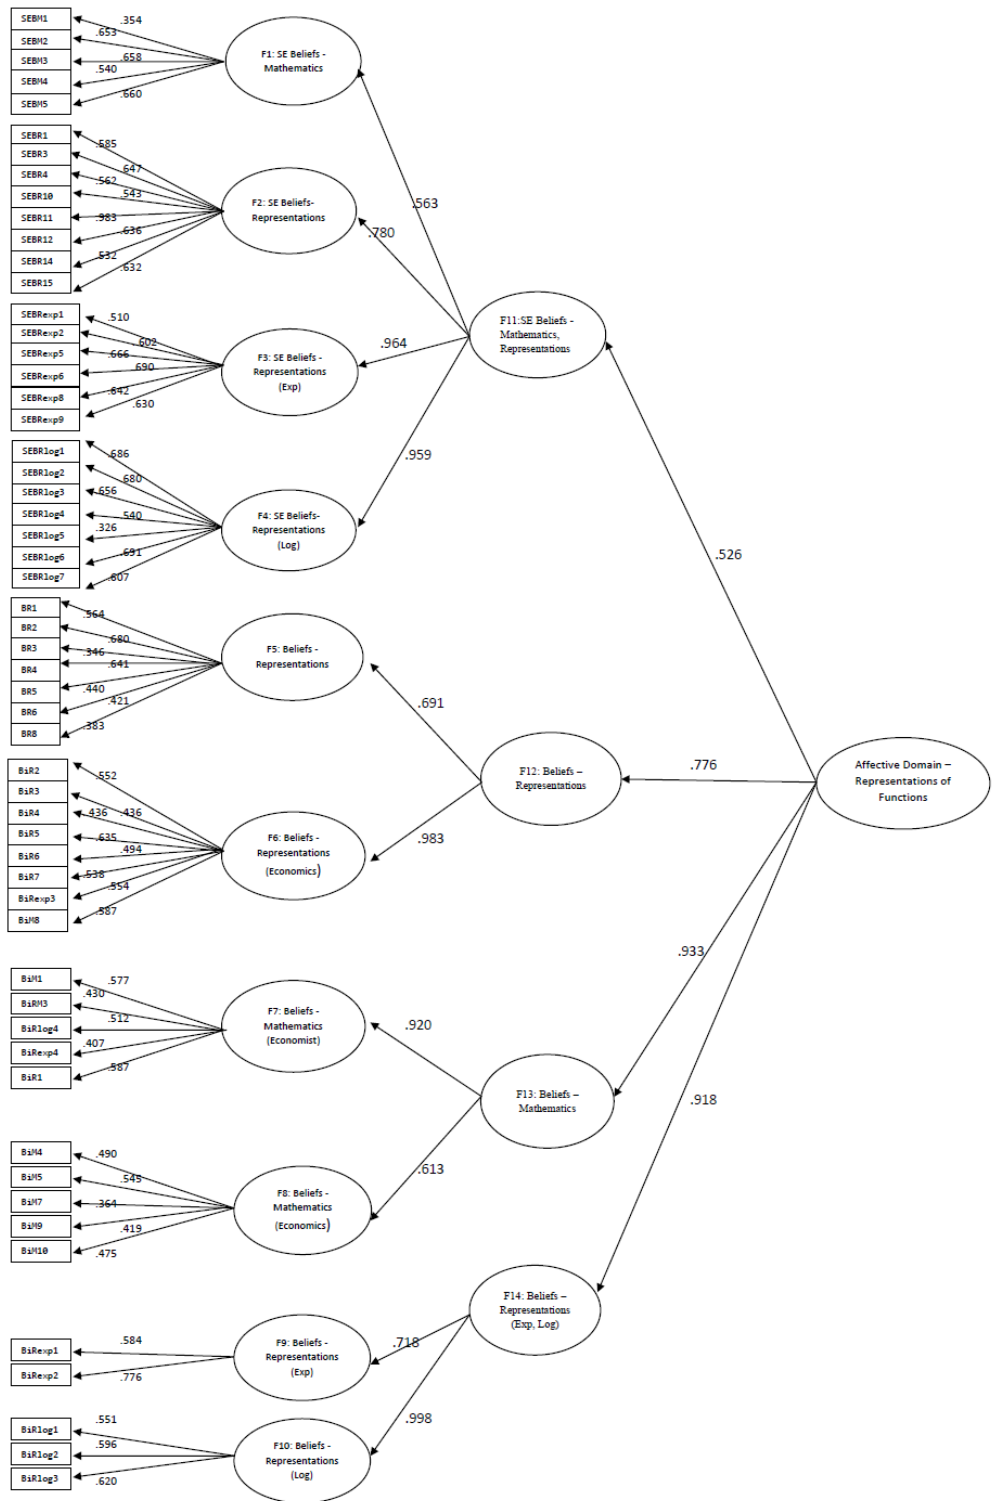 SEBM1
SEBM2
SEBM3
SEBM4
SEBM5
.354
.653
.658
.540
.660
F1: SE Beliefs -
Mathematics
SEBR1
SEBR3
SEBR4
SEBR10
SEBR11
SEBR12
SEBR14
SEBR15
.585
.647
.562
.543
.983
.636
.532
.632
F2: SE Beliefs-
Representations
SEBRexp1
SEBRexp2
SEBRexp5
SEBRexp6
SEBRexp8
SEBRexp9
.510
.602
.666
.690
.642
.630
F3: SE Beliefs -
Representations
(Exp)
SEBRlog1
SEBRlog2
SEBRlog3
SEBRlog4
SEBRlog5
SEBRlog6
SEBRlog7
.686
.680
.656
.540
.326
.691
.607
F4: SE Beliefs-
Representations
(Log)
.563
.780
.964
.959
F11:SE Beliefs -
Mathematics,
Representations
BR1
BR2
BR3
BR4
BR5
BR6
BR8
.564
.680
.346
.641
.440
.421
.383
F5: Beliefs -
Representations
BiR2
BiR3
BiR4
BiR5
BiR6
BiR7
BiRexp3
BiM8
.552
.436
.436
.635
.494
.538
.554
.587
F6: Beliefs -
Representations
(Economics)
.691
.983
F12: Beliefs –
Representations
BiM1
BiRM3
BiRlog4
BiRexp4
BiR1
.577
.430
.512
.407
.587
F7: Beliefs -
Mathematics
(Economist)
BiM4
BiM5
BiM7
BiM9
BiM10
.490
.545
.364
.419
.475
F8: Beliefs -
Mathematics
(Economics)
.920
.613
F13: Beliefs –
Mathematics
BiRexp1
BiRexp2
.584
.776
F9: Beliefs -
Representations
(Exp)
BiRlog1
BiRlog2
BiRlog3
.551
.596
.620
F10: Beliefs -
Representations
(Log)
.718
.998
F14: Beliefs –
Representations
(Exp, Log)
.526
.776
.933
.918
Affective Domain –
Representations of
Functions